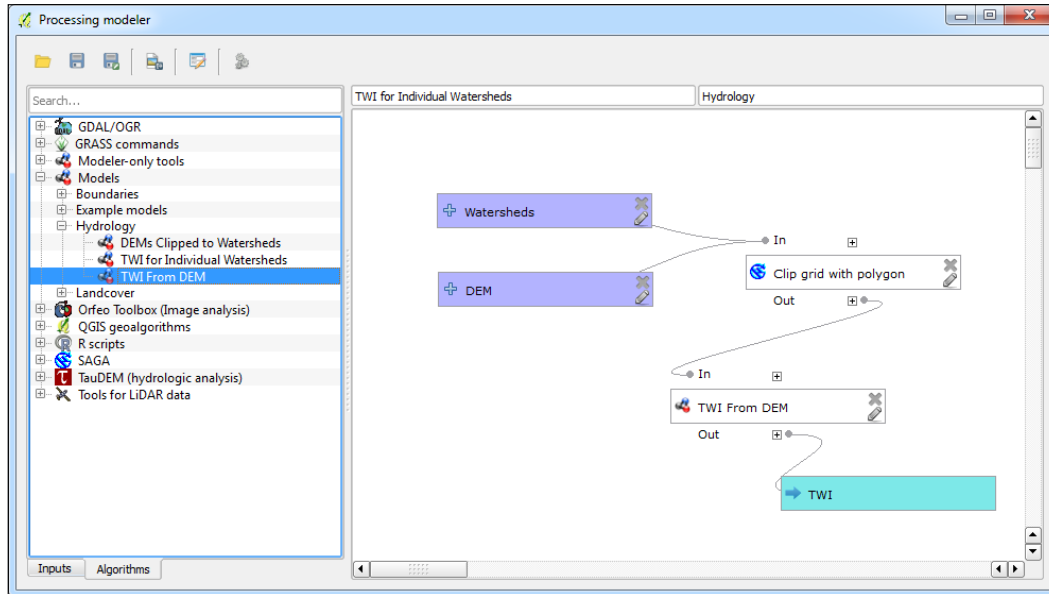 Processing modeler
Search...
TWI for Individual Watersheds
Hydrology
GDAL/OGR
GRASS commands
Modeler-only tools
Models
Boundaries
Example models
Hydrology
DEMs Clipped to Watersheds
TWI for Individual Watersheds
TWI From DEM
Landcover
Orfeo Toolbox (Image analysis)
QGIS geoalgorithms
R scripts
SAGA
TauDEM (hydrologic analysis)
Tools for LiDAR data
Inputs
Algorithms
Watersheds
DEM
In
Clip grid with polygon
Out
In
TWI From DEM
Out
TWI